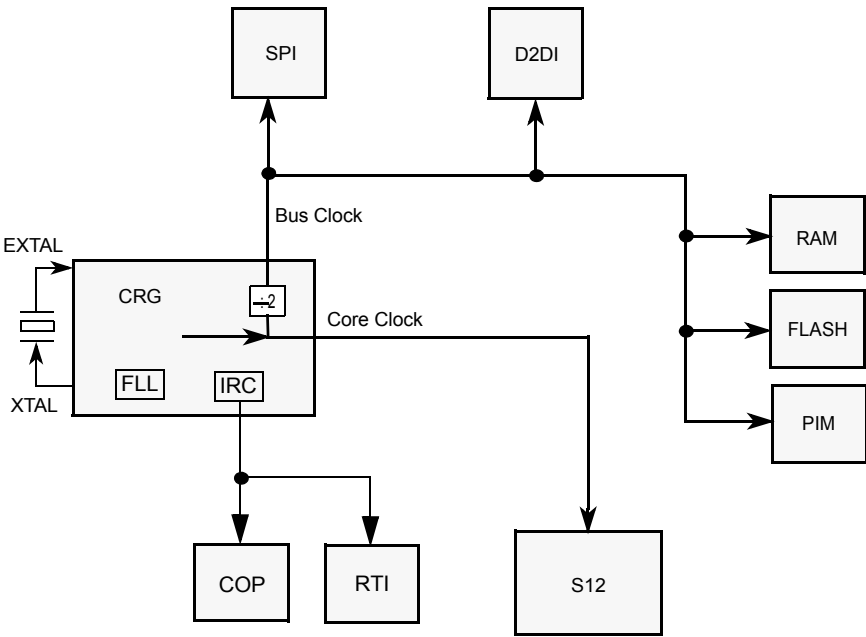 SPI
D2DI
Bus Clock
RAM
EXTAL
CRG
÷2
Core Clock
FLASH
FLL
IRC
XTAL
PIM
COP
RTI
S12